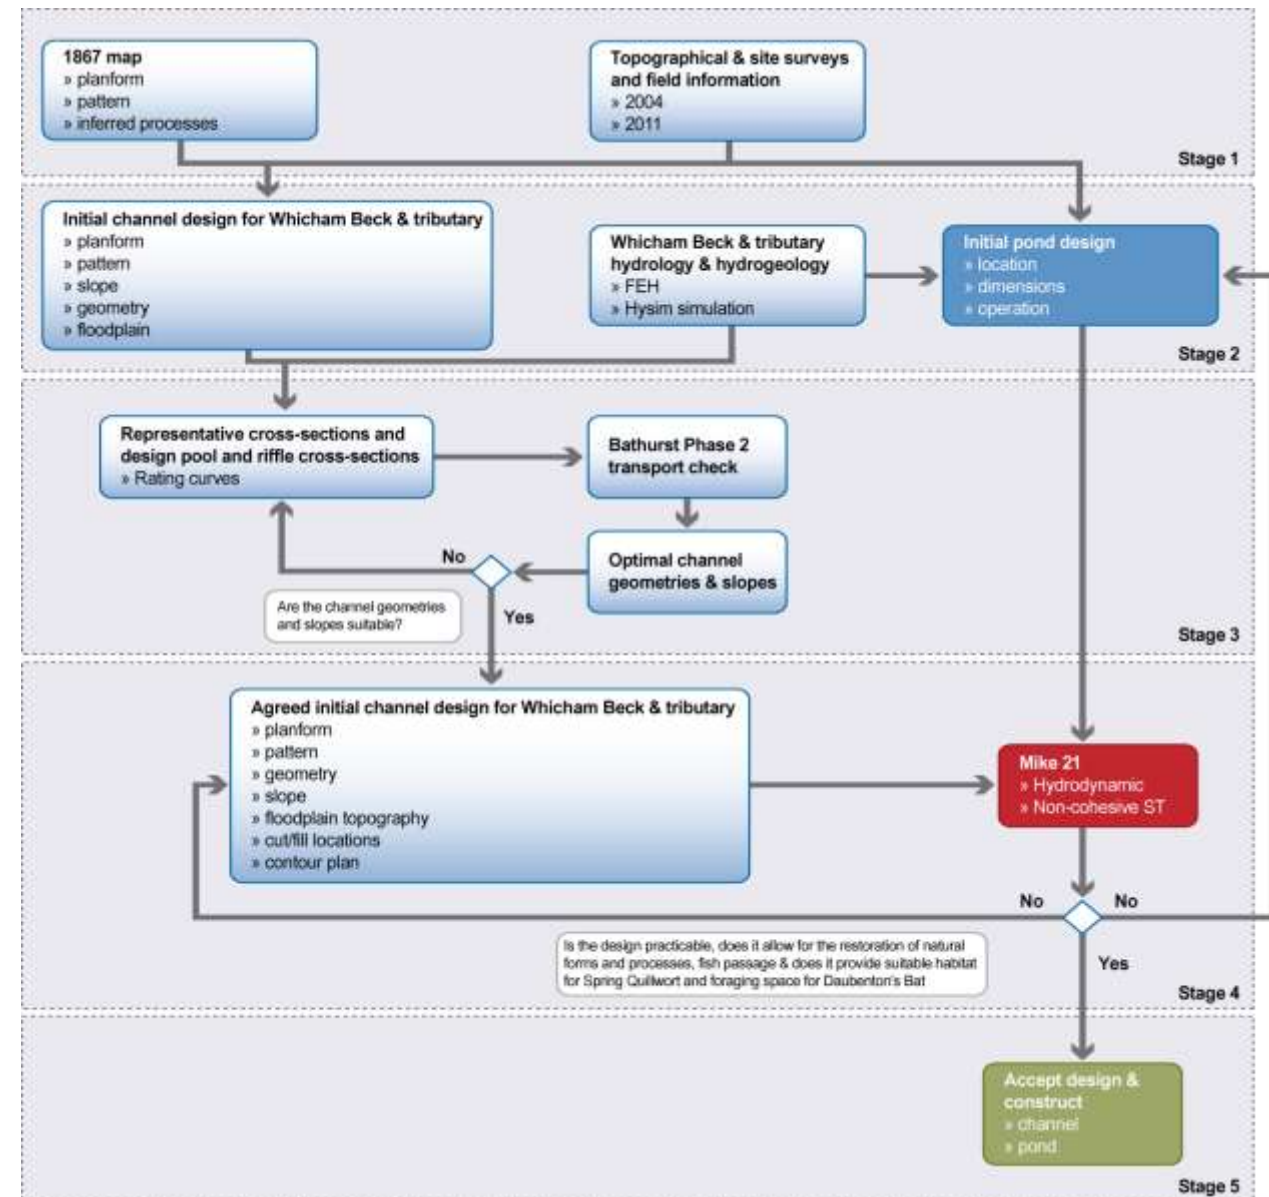 1867 map
» planform
» pattern
» inferred processes
Topographical & site surveys
and field information
» 2004
» 2011
Stage 1
Initial channel design for Whicham Beck & tributary
» planform
» pattern
» slope
» geometry
» floodplain
Whicham Beck & tributary
hydrology & hydrogeology
» FEH
» Hysim simulation
Initial pond design
» location
» dimensions
» operation
Stage 2
Representative cross-sections and
design pool and riffle cross-sections
» Rating curves
Bathurst Phase 2
transport check
Optimal channel
geometries & slopes
No
Are the channel geometries
and slopes suitable?
Yes
Stage 3
Agreed initial channel design for Whicham Beck & tributary
» planform
» pattern
» geometry
» slope
» floodplain topography
» cut/fill locations
» contour plan
Mike 21
» Hydrodynamic
» Non-cohesive ST
No
No
Is the design practicable, does it allow for the restoration of natural
forms and processes, fish passage & does it provide suitable habitat
for Spring Quillwort and foraging space for Daubenton's Bat
Yes
Stage 4
Accept design &
construct
» channel
» pond
Stage 5